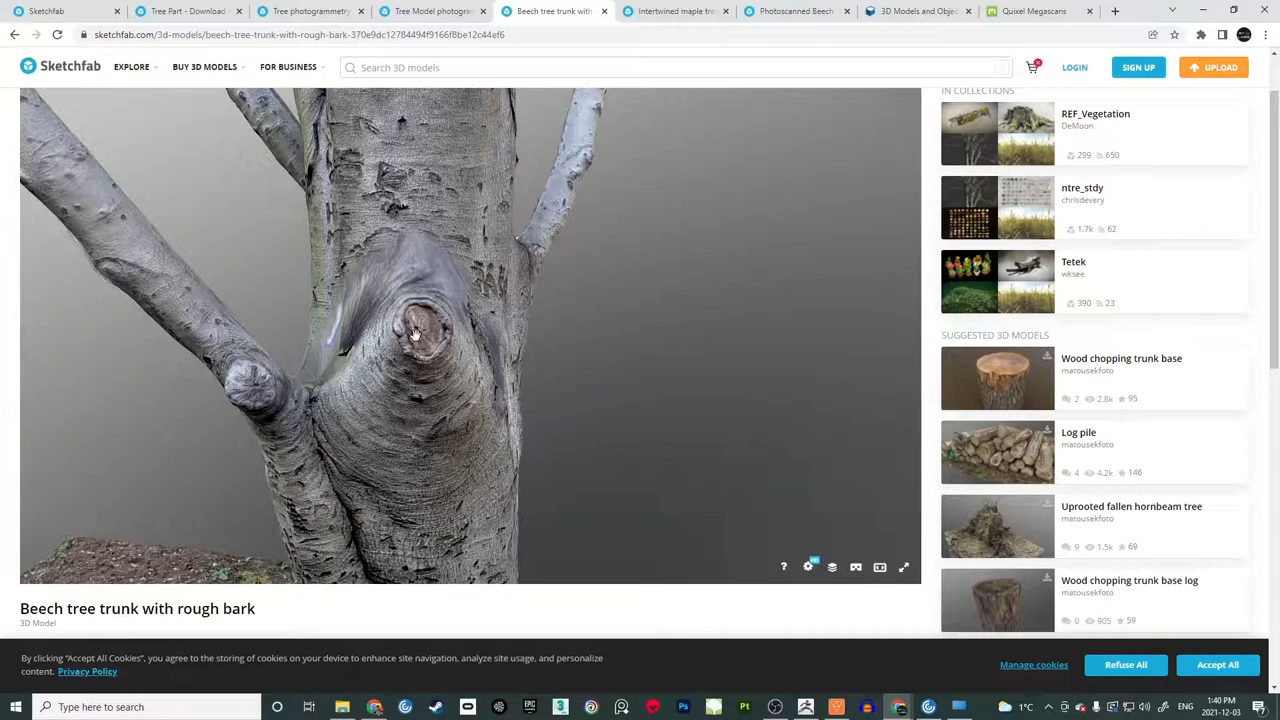 Sketchfab
Tree Part - Download
Tree photogrammetry
Tree Model photogra
Beech tree trunk with
Intertwined maple tre
Photoscanned Beech
3D Models and Obje
Quixel Megascans
sketchfab.com/3d-models/beech-tree-trunk-with-rough-bark-370e9dc12784494f9166f8be12c44ef6
Sketchfab EXPLORE BUY 3D MODELS FOR BUSINESS Search 3D models LOGIN SIGN UP UPLOAD
IN COLLECTIONS
REF_Vegetation
DeMoon
299 650
ntre_stdy
chrisdevery
1.7k 62
Tetek
wksee
390 23
SUGGESTED 3D MODELS
Wood chopping trunk base
matousekfoto
2 2.8k 95
Log pile
matousekfoto
4 4.2k 146
Uprooted fallen hornbeam tree
matousekfoto
9 1.5k 69
Wood chopping trunk base log
matousekfoto
0 905 59
? HD
Beech tree trunk with rough bark
3D Model
By clicking “Accept All Cookies”, you agree to the storing of cookies on your device to enhance site navigation, analyze site usage, and personalize
content. Privacy Policy
Manage cookies Refuse All Accept All
Type here to search
EPIC
3
Ps
Pt
1°C
ENG
1:40 PM
2021-12-03